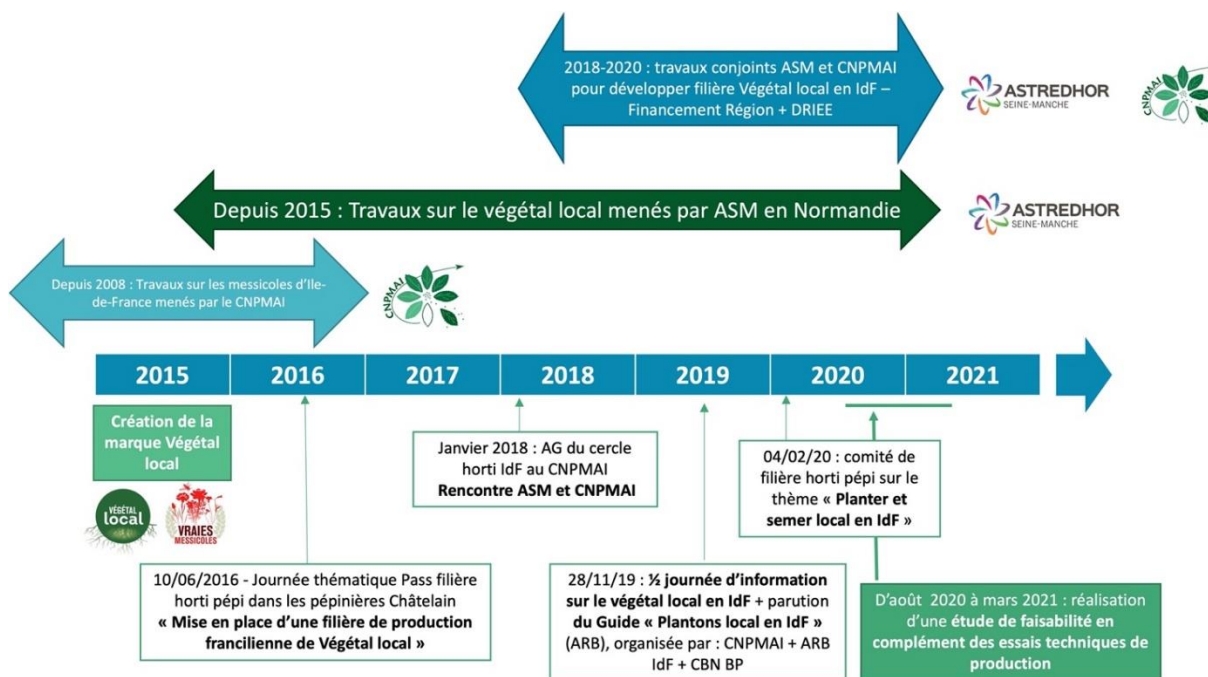 2018-2020 : travaux conjoints ASM et CNPMAI
pour développer filière Végétal local en IdF –
Financement Région + DRIEE
ASTREDHOR
SEINE-MANCHE
CNPMAI
Depuis 2015 : Travaux sur le végétal local menés par ASM en Normandie
ASTREDHOR
SEINE-MANCHE
Depuis 2008 : Travaux sur les messicoles d’Ile-
de-France menés par le CNPMAI
CNPMAI
2015
2016
2017
2018
2019
2020
2021
Création de la
marque Végétal
local
VÉGÉTAL
local
VRAIES
MESSICOLES
Janvier 2018 : AG du cercle
horti IdF au CNPMAI
Rencontre ASM et CNPMAI
04/02/20 : comité de
filière horti pépi sur le
thème « Planter et
semer local en IdF »
10/06/2016 - Journée thématique Pass filière
horti pépi dans les pépinières Châtelain
« Mise en place d’une filière de production
francilienne de Végétal local »
28/11/19 : ½ journée d’information
sur le végétal local en IdF + parution
du Guide « Plantons local en IdF »
(ARB), organisée par : CNPMAI + ARB
IdF + CBN BP
D’août 2020 à mars 2021 : réalisation
d’une étude de faisabilité en
complément des essais techniques de
production